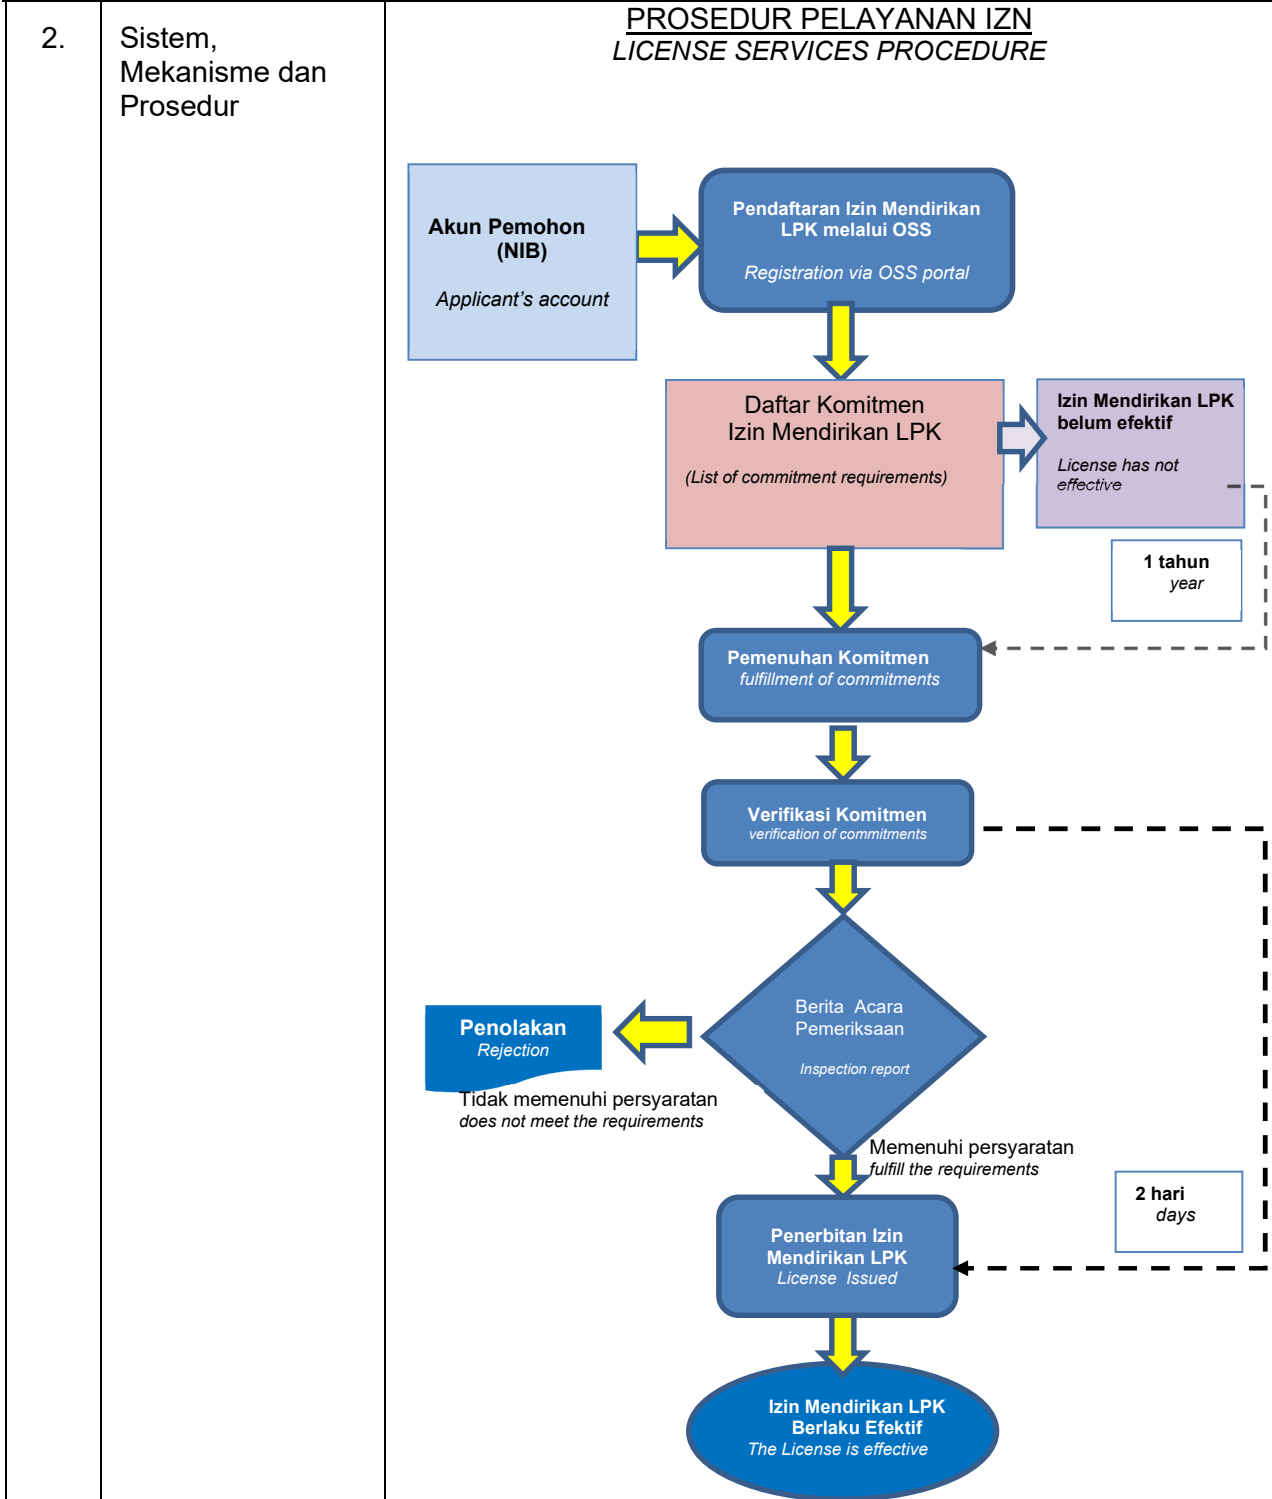 2.
Sistem,
Mekanisme dan
Prosedur
PROSEDUR PELAYANAN IZN
LICENSE SERVICES PROCEDURE
Akun Pemohon
(NIB)
Applicant’s account
Pendaftaran Izin Mendirikan
LPK melalui OSS
Registration via OSS portal
Daftar Komitmen
Izin Mendirikan LPK
(List of commitment requirements)
Izin Mendirikan LPK
belum efektif
License has not
effective
1 tahun
year
Pemenuhan Komitmen
fulfillment of commitments
Verifikasi Komitmen
verification of commitments
Berita Acara
Pemeriksaan
Inspection report
Penolakan
Rejection
Tidak memenuhi persyaratan
does not meet the requirements
Memenuhi persyaratan
fulfill the requirements
2 hari
days
Penerbitan Izin
Mendirikan LPK
License Issued
Izin Mendirikan LPK
Berlaku Efektif
The License is effective